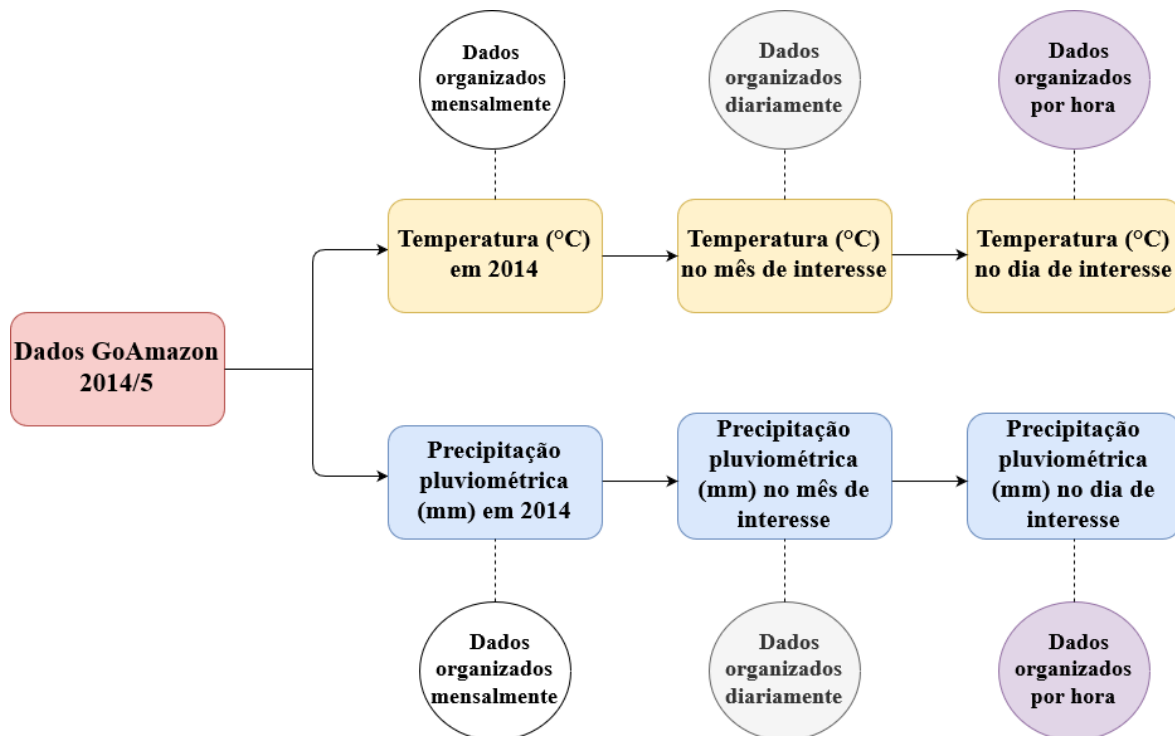 Dados
organizados
mensalmente
Dados
organizados
diariamente
Dados
organizados
por hora
Temperatura (°C)
em 2014
Temperatura (°C)
no mês de interesse
Temperatura (°C)
no dia de interesse
Dados GoAmazon
2014/5
Precipitação
pluviométrica
(mm) em 2014
Precipitação
pluviométrica
(mm) no mês de
interesse
Precipitação
pluviométrica
(mm) no dia de
interesse
Dados
organizados
mensalmente
Dados
organizados
diariamente
Dados
organizados
por hora